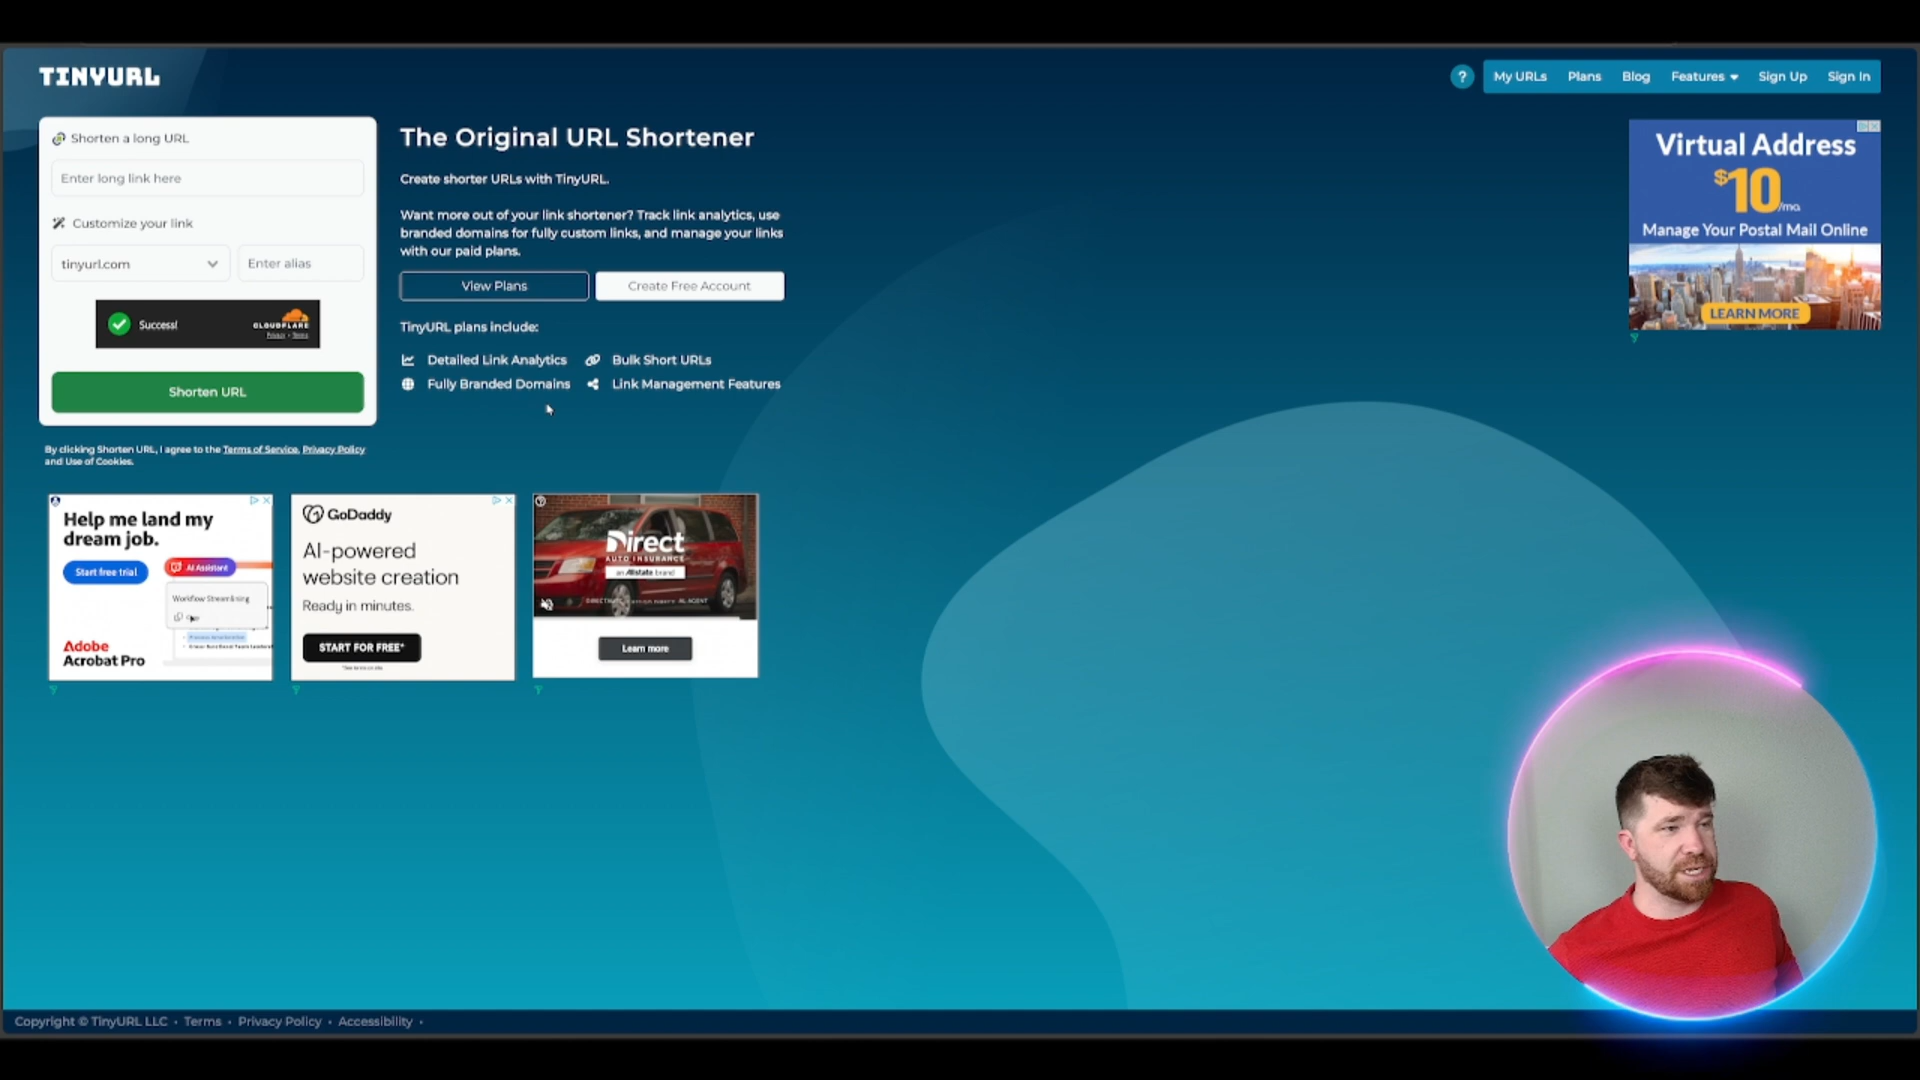 TINYURL
?
My URLs
Plans
Blog
Features
Sign Up
Sign In
Shorten a long URL
Enter long link here
Customize your link
tinyurl.com
Enter alias
Success!
CLOUDFLARE
Privacy • Terms
Shorten URL
By clicking Shorten URL, I agree to the Terms of Service, Privacy Policy
and Use of Cookies.
The Original URL Shortener
Create shorter URLs with TinyURL.
Want more out of your link shortener? Track link analytics, use
branded domains for fully custom links, and manage your links
with our paid plans.
View Plans
Create Free Account
TinyURL plans include:
Detailed Link Analytics
Bulk Short URLs
Fully Branded Domains
Link Management Features
Virtual Address
$10/mo.
Manage Your Postal Mail Online
LEARN MORE
Help me land my
dream job.
Start free trial
AI Assistant
Workflow Streamlining
Adobe
Acrobat Pro
GoDaddy
AI-powered
website creation
Ready in minutes.
START FOR FREE*
Direct
AUTO INSURANCE
an Allstate brand
Learn more
Copyright © TinyURL LLC • Terms • Privacy Policy • Accessibility •